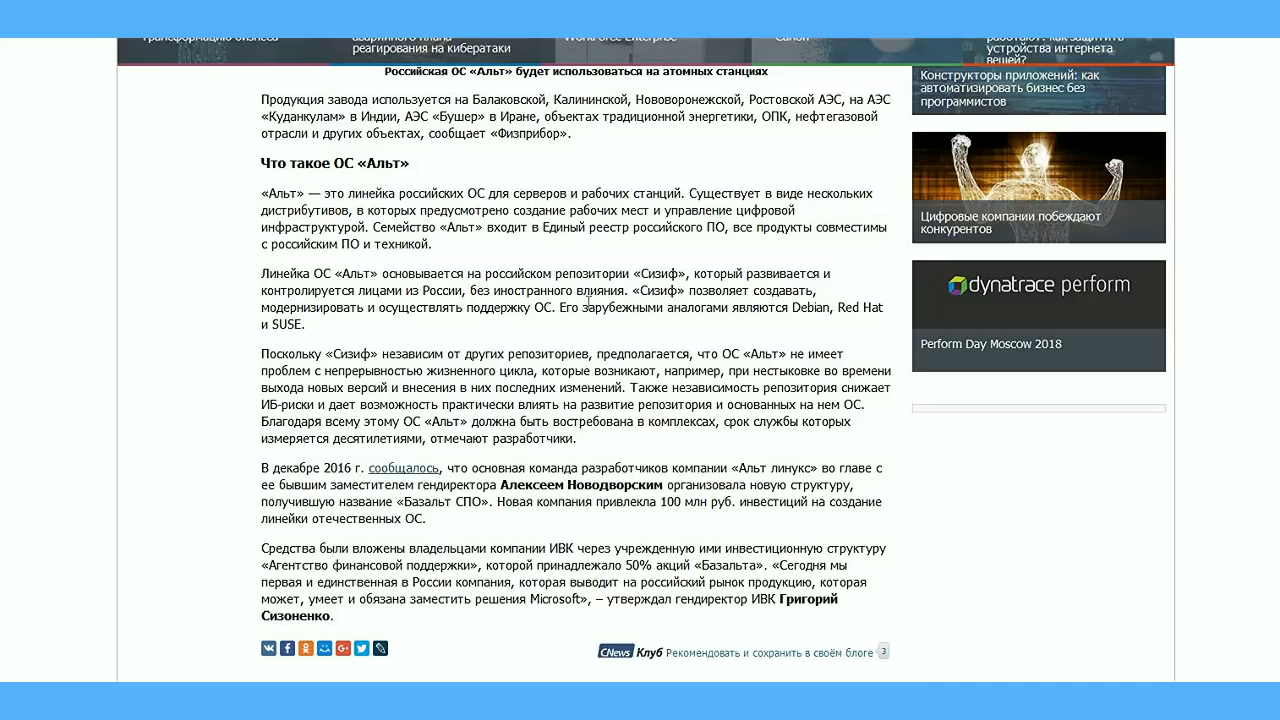 Трансформация бизнеса
аварийного плана
реагирования на кибератаки
Workforce Enterprise
Canon
работают: как защитить
устройства интернета
вещей?
Российская ОС «Альт» будет использоваться на атомных станциях
Продукция завода используется на Балаковской, Калининской, Нововоронежской, Ростовской АЭС, на АЭС
«Куданкулам» в Индии, АЭС «Бушер» в Иране, объектах традиционной энергетики, ОПК, нефтегазовой
отрасли и других объектах, сообщает «Физприбор».
Что такое ОС «Альт»
«Альт» — это линейка российских ОС для серверов и рабочих станций. Существует в виде нескольких
дистрибутивов, в которых предусмотрено создание рабочих мест и управление цифровой
инфраструктурой. Семейство «Альт» входит в Единый реестр российского ПО, все продукты совместимы
с российским ПО и техникой.
Линейка ОС «Альт» основывается на российском репозитории «Сизиф», который развивается и
контролируется лицами из России, без иностранного влияния. «Сизиф» позволяет создавать,
модернизировать и осуществлять поддержку ОС. Его зарубежными аналогами являются Debian, Red Hat
и SUSE.
Поскольку «Сизиф» независим от других репозиториев, предполагается, что ОС «Альт» не имеет
проблем с непрерывностью жизненного цикла, которые возникают, например, при нестыковке во времени
выхода новых версий и внесения в них последних изменений. Также независимость репозитория снижает
ИБ-риски и дает возможность практически влиять на развитие репозитория и основанных на нем ОС.
Благодаря всему этому ОС «Альт» должна быть востребована в комплексах, срок службы которых
измеряется десятилетиями, отмечают разработчики.
В декабре 2016 г. сообщалось, что основная команда разработчиков компании «Альт линукс» во главе с
ее бывшим заместителем гендиректора Алексеем Новодворским организовала новую структуру,
получившую название «Базальт СПО». Новая компания привлекла 100 млн руб. инвестиций на создание
линейки отечественных ОС.
Средства были вложены владельцами компании ИВК через учрежденную ими инвестиционную структуру
«Агентство финансовой поддержки», которой принадлежало 50% акций «Базальта». «Сегодня мы
первая и единственная в России компания, которая выводит на российский рынок продукцию, которая
может, умеет и обязана заместить решения Microsoft», – утверждал гендиректор ИВК Григорий
Сизоненко.
CNews Клуб Рекомендовать и сохранить в своём блоге 3
Конструкторы приложений: как
автоматизировать бизнес без
программистов
Цифровые компании побеждают
конкурентов
dynatrace perform
Perform Day Moscow 2018